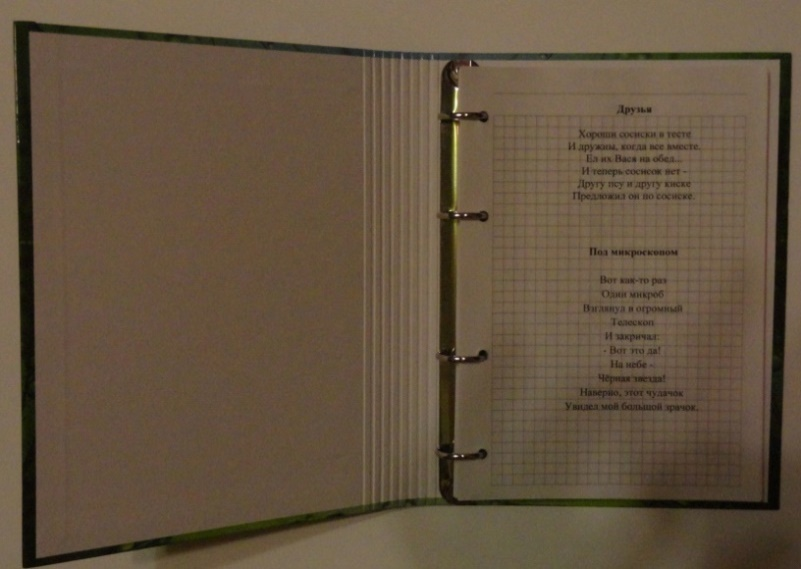 Друзья
Хороши сосиски в тесте
И дружны, когда все вместе.
Ел их Вася на обед...
И теперь сосисок нет -
Другу псу и другу киске
Предложил он по сосиске.
Под микроскопом
Вот как-то раз
Один микроб
Взглянул в огромный
Телескоп
И закричал:
- Вот это да!
На небе -
Чёрная звезда!
Наверно, этот чудачок
Увидел мой большой зрачок.